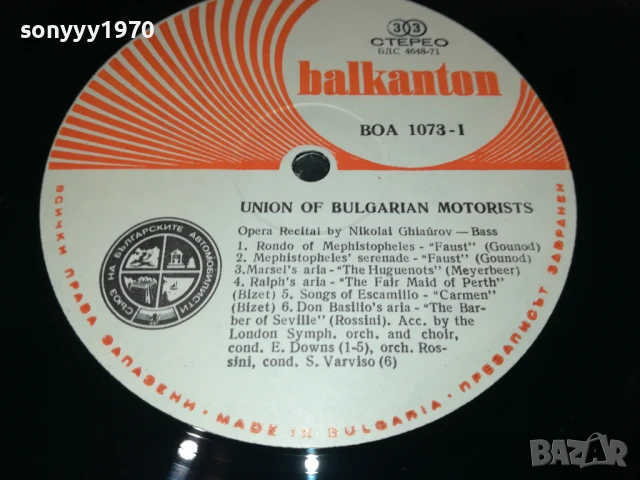 sonyyy1970
33
СТЕРЕО
БДС 4648-71
balkanton
BOA 1073-1
UNION OF BULGARIAN MOTORISTS
Opera Recital by Nikolai Ghiaûrov — Bass
1. Rondo of Mephistopheles - "Faust" (Gounod)
2. Mephistopheles' serenade - "Faust" (Gounod)
3.Marsel's aria - "The Huguenots" (Meyerbeer)
4. Ralph's aria - "The Fair Maid of Perth"
(Bizet) 5. Songs of Escamillo - "Carmen"
(Bizet) 6. Don Basilio's aria - "The Bar-
ber of Seville" (Rossini). Acc. by the
London Symph. orch. and choir,
cond. E. Downs (1-5), orch. Ros-
sini, cond. S. Varviso (6)
СЪЮЗ НА БЪЛГАРСКИТЕ АВТОМОБИЛИСТИ
ВСИЧКИ ПРАВА ЗАПАЗЕНИ · MADE IN BULGARIA · ПРЕЗАПИСЪТ ЗАБРАНЕН
BAZAR